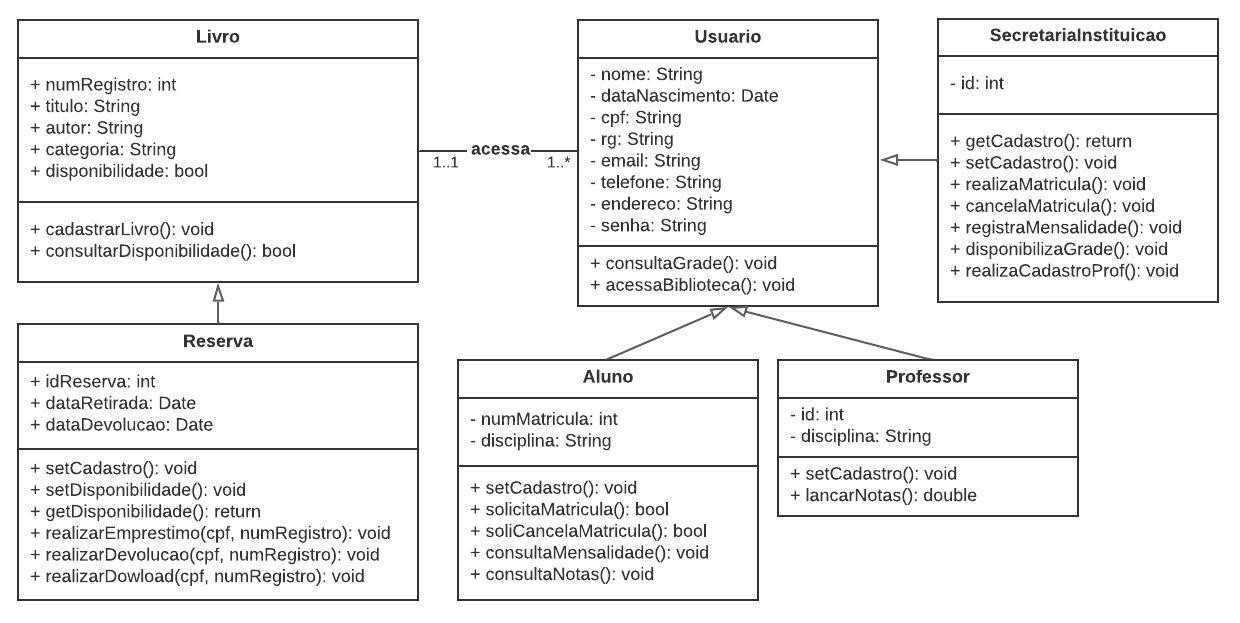 Livro
+ numRegistro: int
+ titulo: String
+ autor: String
+ categoria: String
+ disponibilidade: bool
+ cadastrarLivro(): void
+ consultarDisponibilidade(): bool
acessa
1..1
1..*
Usuario
- nome: String
- dataNascimento: Date
- cpf: String
- rg: String
- email: String
- telefone: String
- endereco: String
- senha: String
+ consultaGrade(): void
+ acessaBiblioteca(): void
SecretariaInstituicao
- id: int
+ getCadastro(): return
+ setCadastro(): void
+ realizaMatricula(): void
+ cancelaMatricula(): void
+ registraMensalidade(): void
+ disponibilizaGrade(): void
+ realizaCadastroProf(): void
Reserva
+ idReserva: int
+ dataRetirada: Date
+ dataDevolucao: Date
+ setCadastro(): void
+ setDisponibilidade(): void
+ getDisponibilidade(): return
+ realizarEmprestimo(cpf, numRegistro): void
+ realizarDevolucao(cpf, numRegistro): void
+ realizarDowload(cpf, numRegistro): void
Aluno
- numMatricula: int
- disciplina: String
+ setCadastro(): void
+ solicitaMatricula(): bool
+ soliCancelaMatricula(): bool
+ consultaMensalidade(): void
+ consultaNotas(): void
Professor
- id: int
- disciplina: String
+ setCadastro(): void
+ lancarNotas(): double